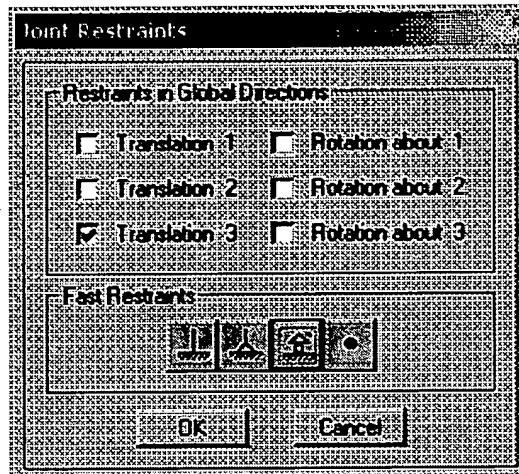 Joint Restraints
Restraints in Global Directions
Translation 1 Rotation about 1
Translation 2 Rotation about 2
Translation 3 Rotation about 3
Fast Restraints
OK Cancel